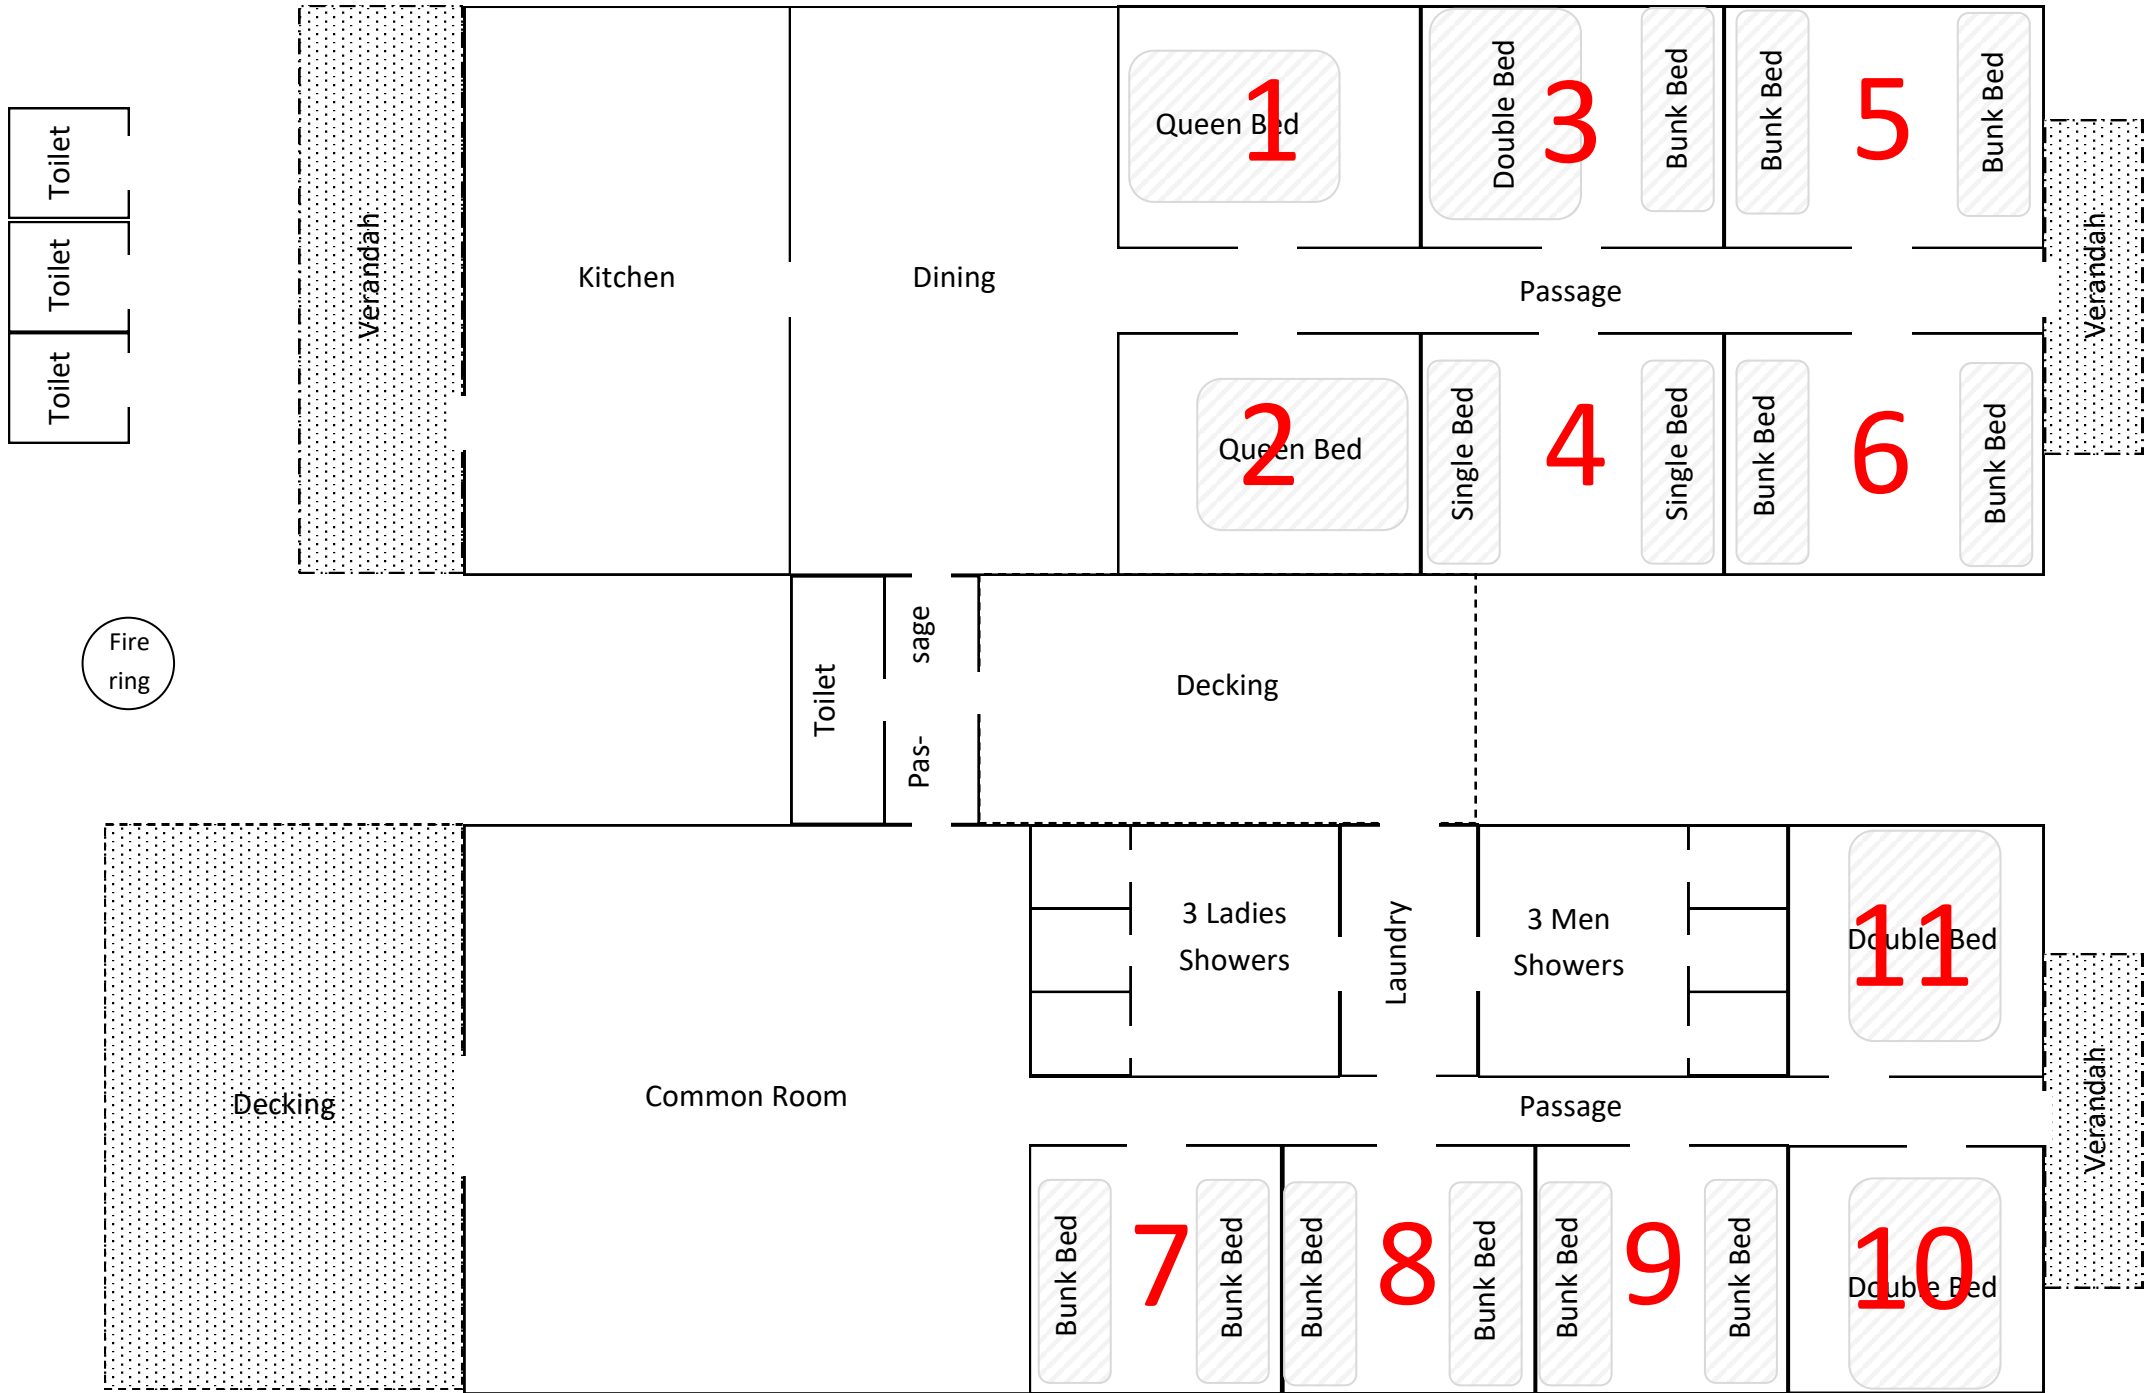 Toilet
Toilet
Toilet
Verandah
Kitchen
Dining
Queen Bed
1
Double Bed
3
Bunk Bed
Bunk Bed
5
Bunk Bed
Verandah
Passage
Queen Bed
2
Single Bed
4
Single Bed
Bunk Bed
6
Bunk Bed
Fire
ring
Toilet
Pas-
sage
Decking
Decking
Common Room
3 Ladies
Showers
Laundry
3 Men
Showers
Double Bed
11
Passage
Verandah
Bunk Bed
7
Bunk Bed
Bunk Bed
8
Bunk Bed
Bunk Bed
9
Bunk Bed
Double Bed
10